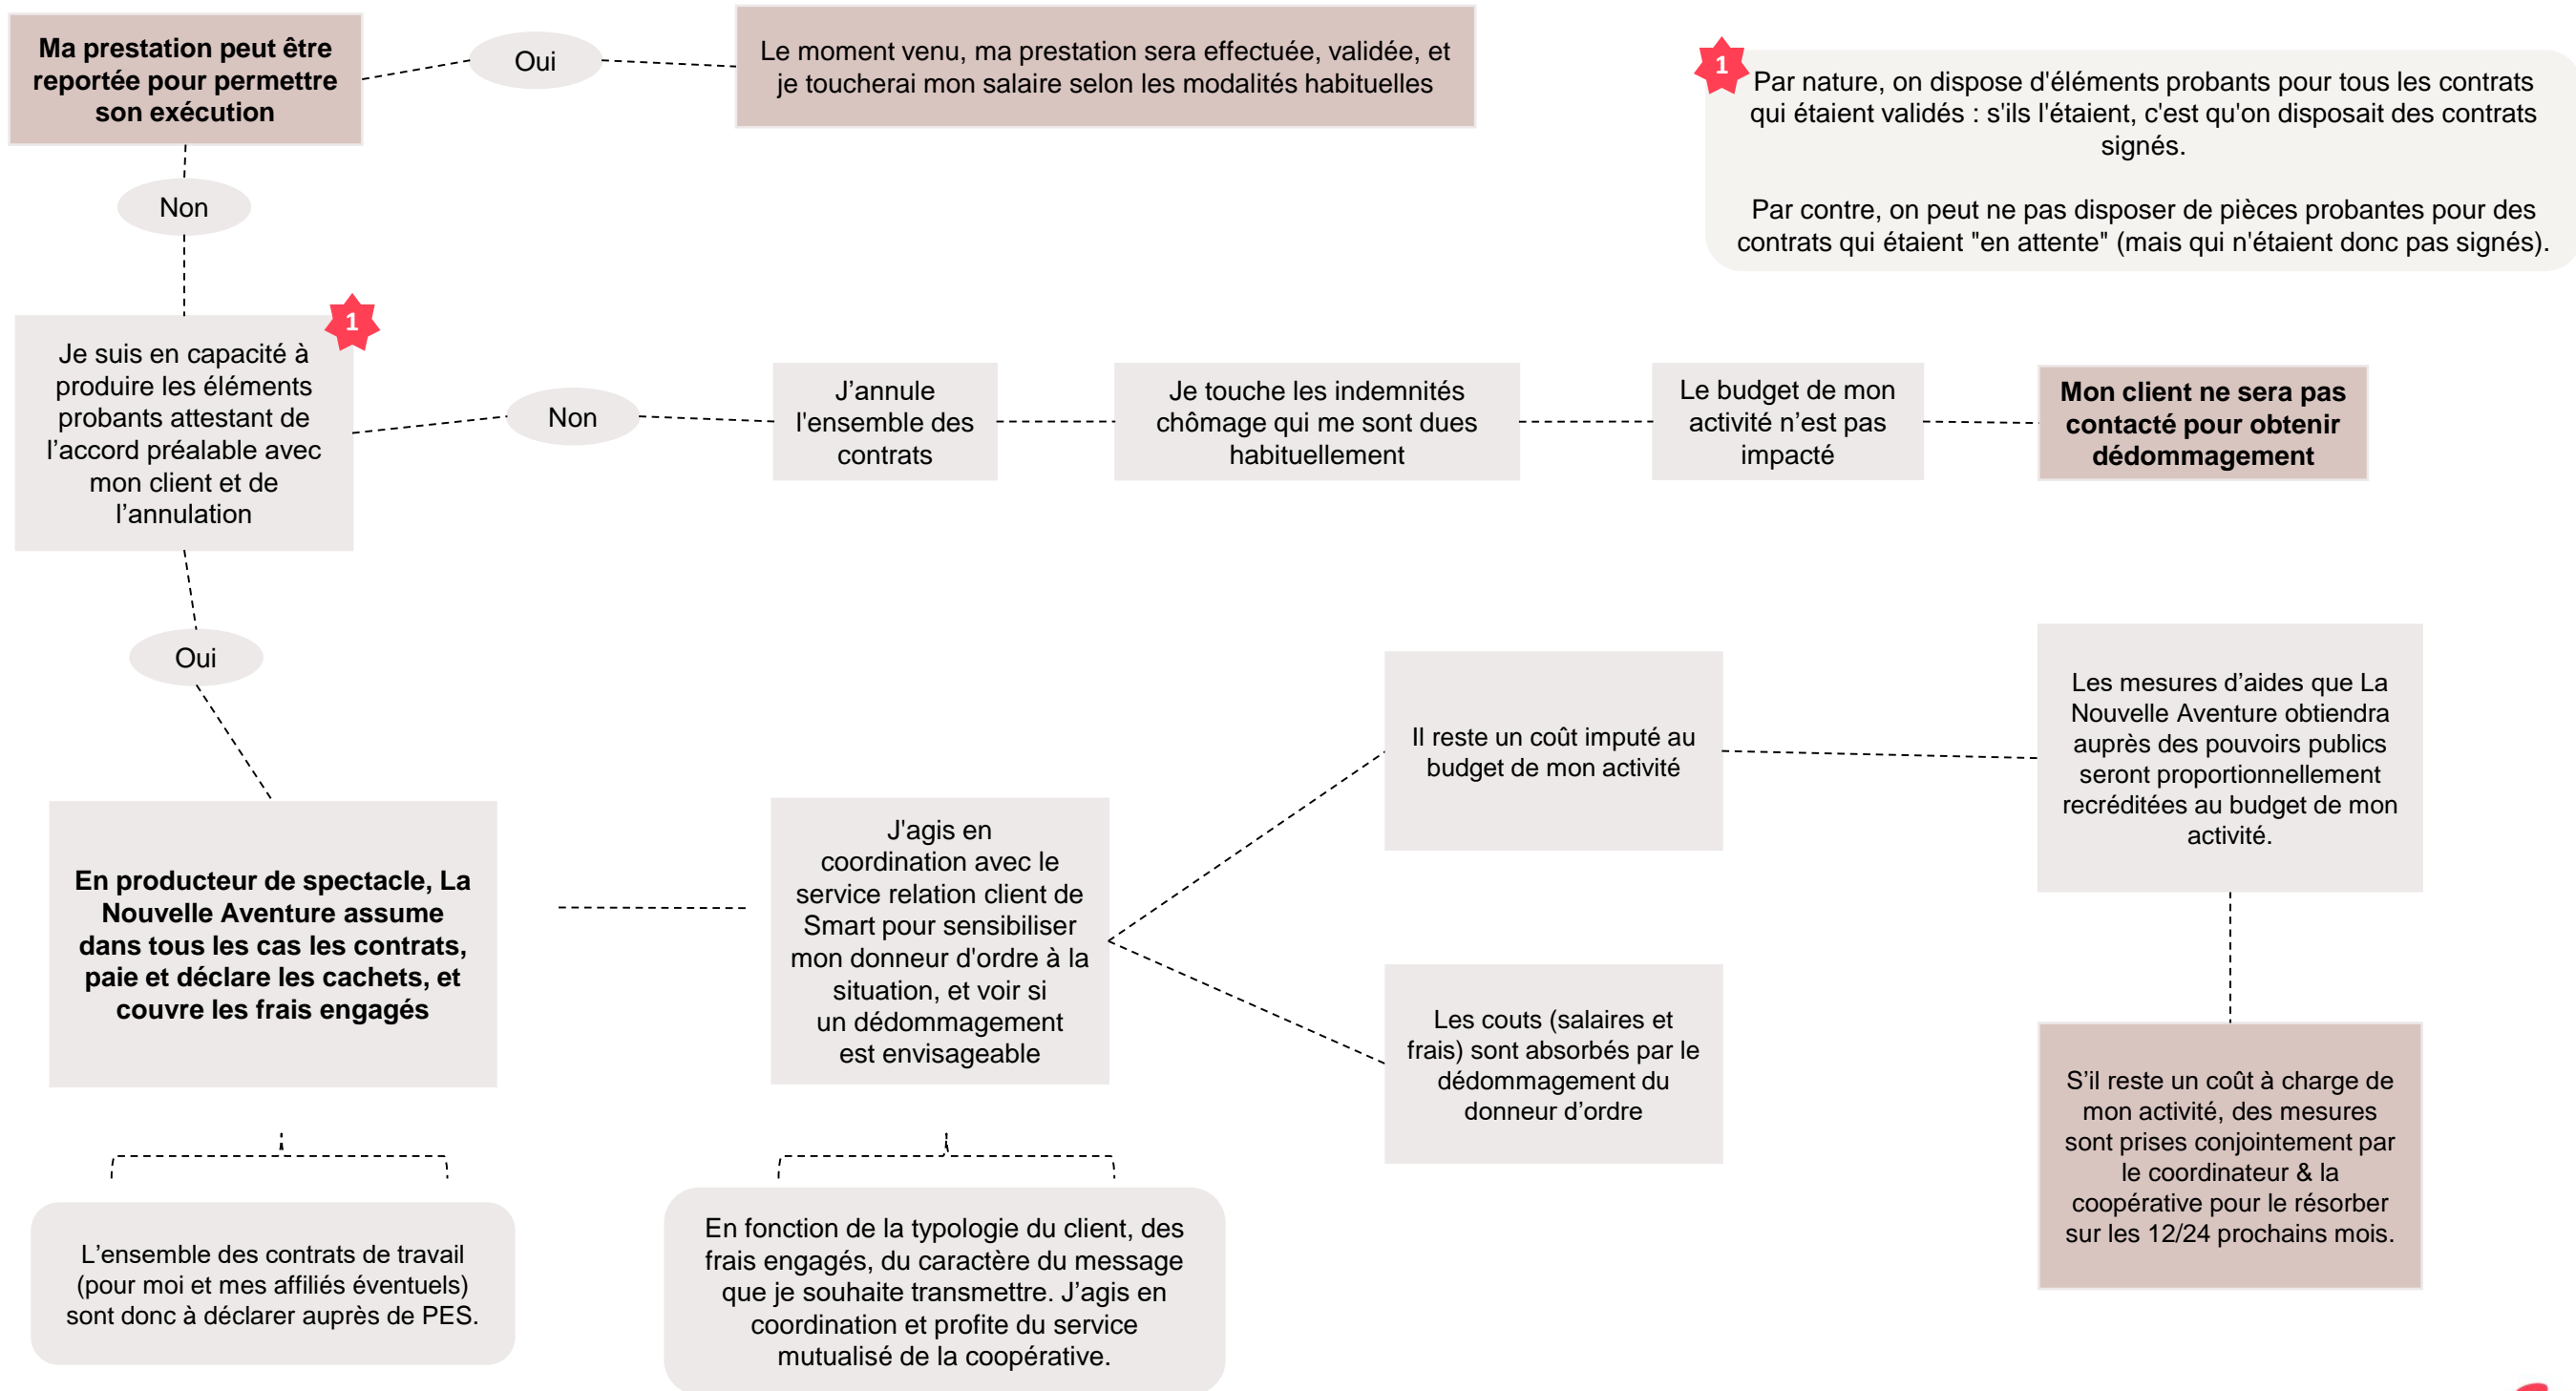 Ma prestation peut être
reportée pour permettre
son exécution
Oui
Le moment venu, ma prestation sera effectuée, validée, et
je toucherai mon salaire selon les modalités habituelles
1
Par nature, on dispose d'éléments probants pour tous les contrats
qui étaient validés : s'ils l'étaient, c'est qu'on disposait des contrats
signés.
Par contre, on peut ne pas disposer de pièces probantes pour des
contrats qui étaient "en attente" (mais qui n'étaient donc pas signés).
Non
1
Je suis en capacité à
produire les éléments
probants attestant de
l’accord préalable avec
mon client et de
l’annulation
Non
J’annule
l'ensemble des
contrats
Je touche les indemnités
chômage qui me sont dues
habituellement
Le budget de mon
activité n’est pas
impacté
Mon client ne sera pas
contacté pour obtenir
dédommagement
Oui
En producteur de spectacle, La
Nouvelle Aventure assume
dans tous les cas les contrats,
paie et déclare les cachets, et
couvre les frais engagés
J'agis en
coordination avec le
service relation client de
Smart pour sensibiliser
mon donneur d'ordre à la
situation, et voir si
un dédommagement
est envisageable
Il reste un coût imputé au
budget de mon activité
Les mesures d’aides que La
Nouvelle Aventure obtiendra
auprès des pouvoirs publics
seront proportionnellement
recréditées au budget de mon
activité.
Les couts (salaires et
frais) sont absorbés par le
dédommagement du
donneur d’ordre
S’il reste un coût à charge de
mon activité, des mesures
sont prises conjointement par
le coordinateur & la
coopérative pour le résorber
sur les 12/24 prochains mois.
L’ensemble des contrats de travail
(pour moi et mes affiliés éventuels)
sont donc à déclarer auprès de PES.
En fonction de la typologie du client, des
frais engagés, du caractère du message
que je souhaite transmettre. J’agis en
coordination et profite du service
mutualisé de la coopérative.